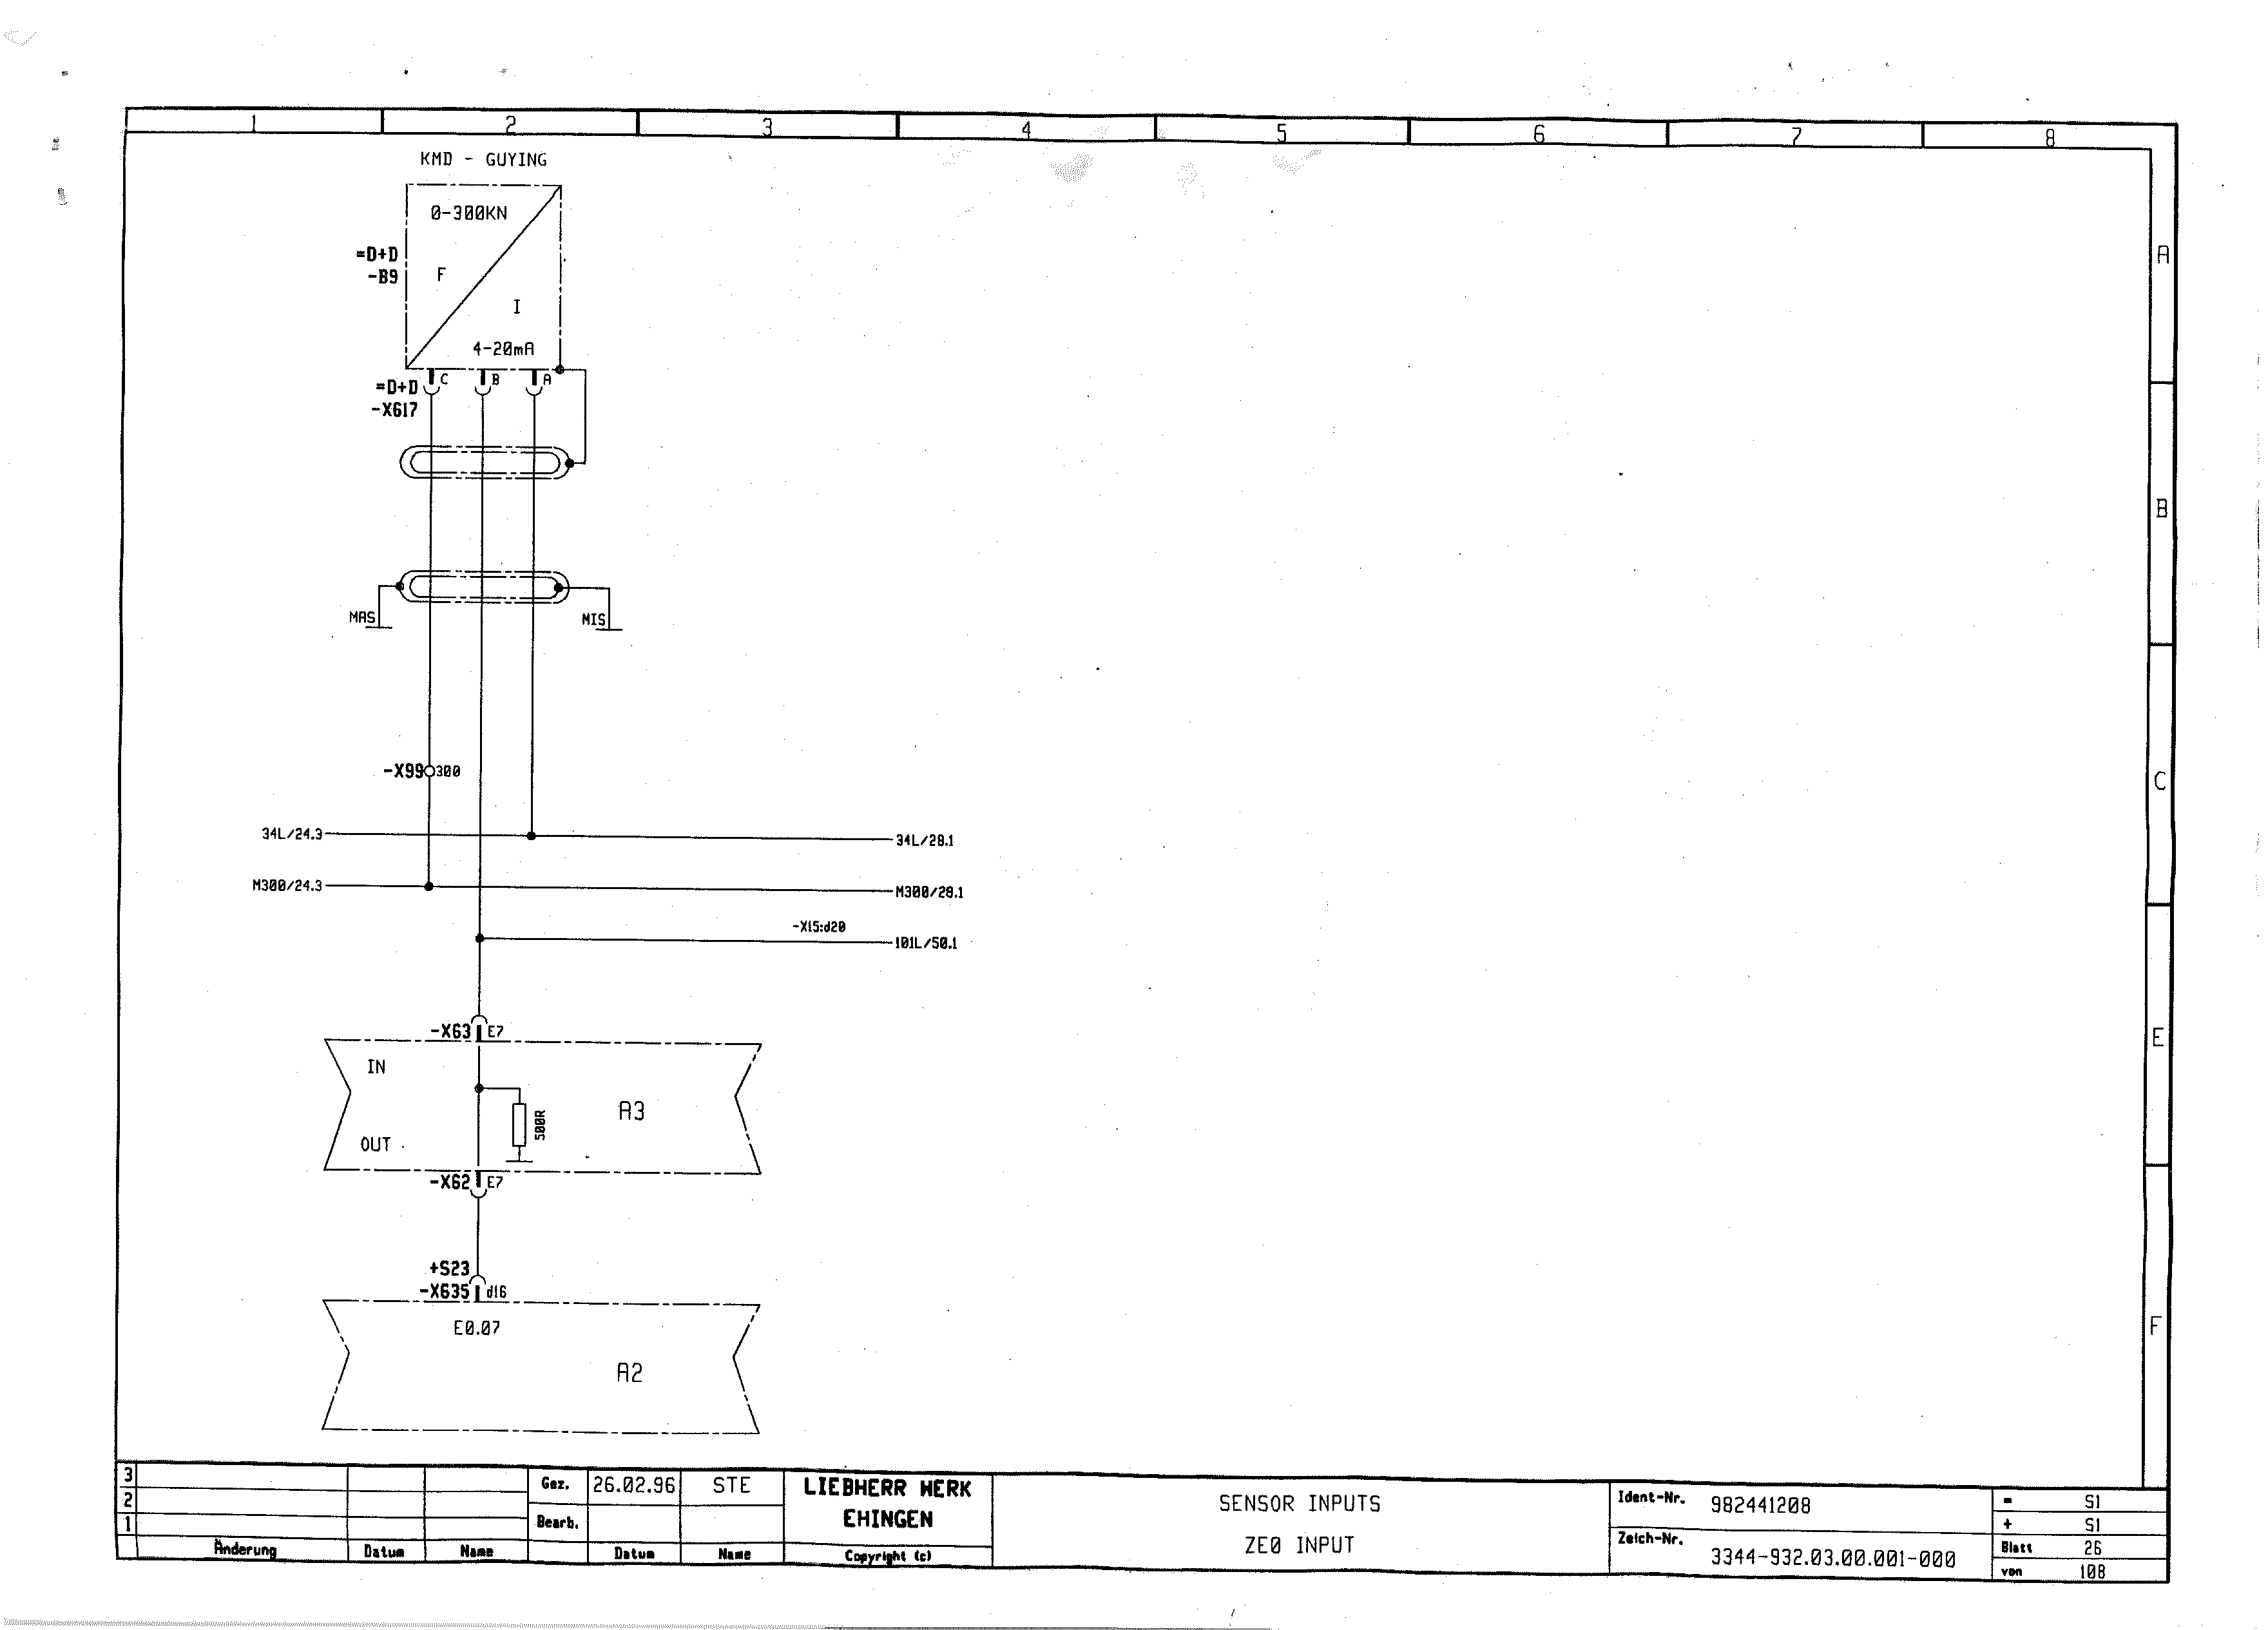 1 2 3 4 5 6 7 8
KMD - GUYING
0-300KN
=D+D
-B9
F
I
4-20mA
=D+D
-X617
C B A
MAS
MIS
-X99 300
34L/24.3
34L/28.1
M300/24.3
M300/28.1
-X15:d20
101L/50.1
-X63 E7
IN
A3
500R
OUT
-X62 E7
+S23
-X635 d16
E0.07
A2
A
B
C
E
F
3
2
1
Änderung Datum Name
Gez. 26.02.96 STE
Bearb.
Datum Name
LIEBHERR WERK
EHINGEN
Copyright (c)
SENSOR INPUTS
ZE0 INPUT
Ident-Nr. 982441208
Zeich-Nr. 3344-932.03.00.001-000
= S1
+ S1
Blatt 26
von 108